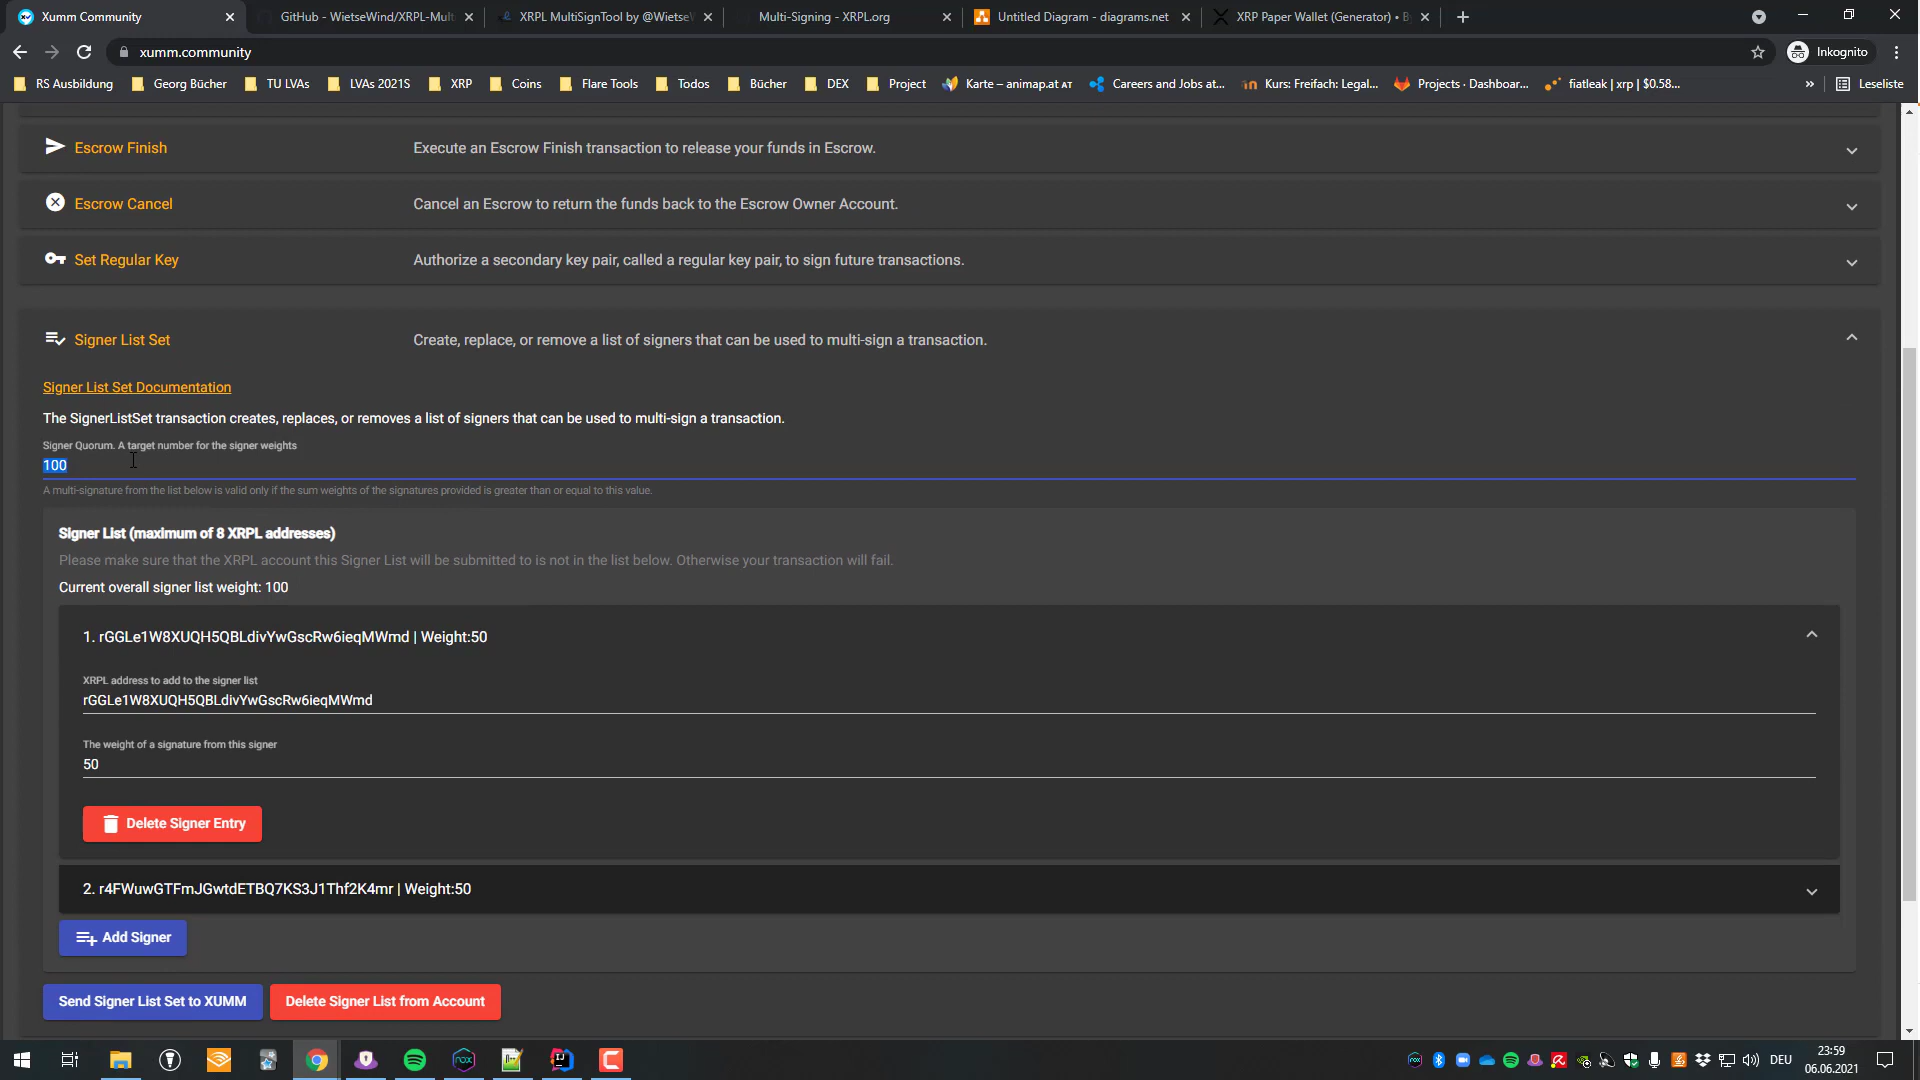 Xumm Community
GitHub - WietseWind/XRPL-Mult
XRPL MultiSignTool by @WietseW
Multi-Signing - XRPL.org
Untitled Diagram - diagrams.net
XRP Paper Wallet (Generator) • B
xumm.community
Inkognito
RS Ausbildung
Georg Bücher
TU LVAs
LVAs 2021S
XRP
Coins
Flare Tools
Todos
Bücher
DEX
Project
Karte – animap.at AT
Careers and Jobs at...
Kurs: Freifach: Legal...
Projects · Dashboar...
fiatleak | xrp | $0.58...
»
Leseliste
Escrow Finish
Execute an Escrow Finish transaction to release your funds in Escrow.
Escrow Cancel
Cancel an Escrow to return the funds back to the Escrow Owner Account.
Set Regular Key
Authorize a secondary key pair, called a regular key pair, to sign future transactions.
Signer List Set
Create, replace, or remove a list of signers that can be used to multi-sign a transaction.
Signer List Set Documentation
The SignerListSet transaction creates, replaces, or removes a list of signers that can be used to multi-sign a transaction.
Signer Quorum. A target number for the signer weights
100
A multi-signature from the list below is valid only if the sum weights of the signatures provided is greater than or equal to this value.
Signer List (maximum of 8 XRPL addresses)
Please make sure that the XRPL account this Signer List will be submitted to is not in the list below. Otherwise your transaction will fail.
Current overall signer list weight: 100
1. rGGLe1W8XUQH5QBLdivYwGscRw6ieqMWmd | Weight:50
XRPL address to add to the signer list
rGGLe1W8XUQH5QBLdivYwGscRw6ieqMWmd
The weight of a signature from this signer
50
Delete Signer Entry
2. r4FWuwGTFmJGwtdETBQ7KS3J1Thf2K4mr | Weight:50
Add Signer
Send Signer List Set to XUMM
Delete Signer List from Account
DEU
23:59
06.06.2021